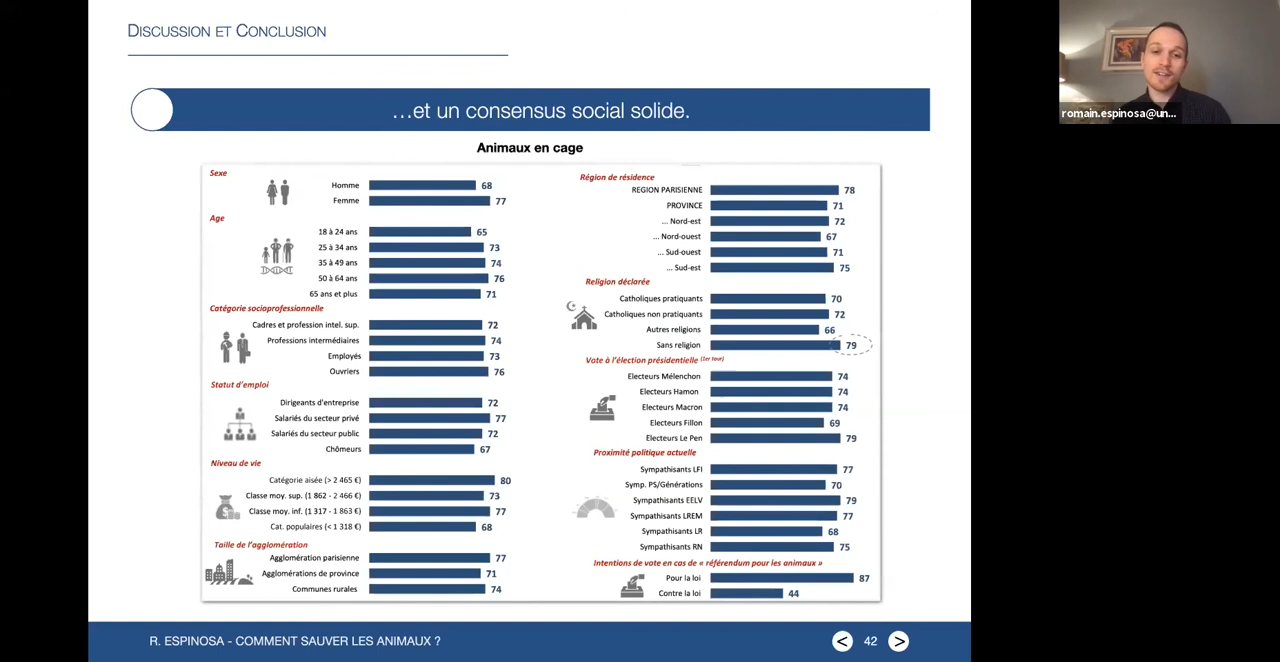 DISCUSSION ET CONCLUSION
...et un consensus social solide.
romain.espinosa@un...
Animaux en cage
Sexe
Homme 68
Femme 77
Age
18 à 24 ans 65
25 à 34 ans 73
35 à 49 ans 74
50 à 64 ans 76
65 ans et plus 71
Catégorie socioprofessionnelle
Cadres et profession intel. sup. 72
Professions intermédiaires 74
Employés 73
Ouvriers 76
Statut d'emploi
Dirigeants d'entreprise 72
Salariés du secteur privé 77
Salariés du secteur public 72
Chômeurs 67
Niveau de vie
Catégorie aisée (> 2 465 €) 80
Classe moy. sup. (1 862 - 2 466 €) 73
Classe moy. inf. (1 317 - 1 863 €) 77
Cat. populaires (< 1 318 €) 68
Taille de l'agglomération
Agglomération parisienne 77
Agglomérations de province 71
Communes rurales 74
Région de résidence
REGION PARISIENNE 78
PROVINCE 71
... Nord-est 72
... Nord-ouest 67
... Sud-ouest 71
... Sud-est 75
Religion déclarée
Catholiques pratiquants 70
Catholiques non pratiquants 72
Autres religions 66
Sans religion 79
Vote à l'élection présidentielle (1er tour)
Electeurs Mélenchon 74
Electeurs Hamon 74
Electeurs Macron 74
Electeurs Fillon 69
Electeurs Le Pen 79
Proximité politique actuelle
Sympathisants LFI 77
Symp. PS/Générations 70
Sympathisants EELV 79
Sympathisants LREM 77
Sympathisants LR 68
Sympathisants RN 75
Intentions de vote en cas de « référendum pour les animaux »
Pour la loi 87
Contre la loi 44
R. ESPINOSA - COMMENT SAUVER LES ANIMAUX ?
< 42 >